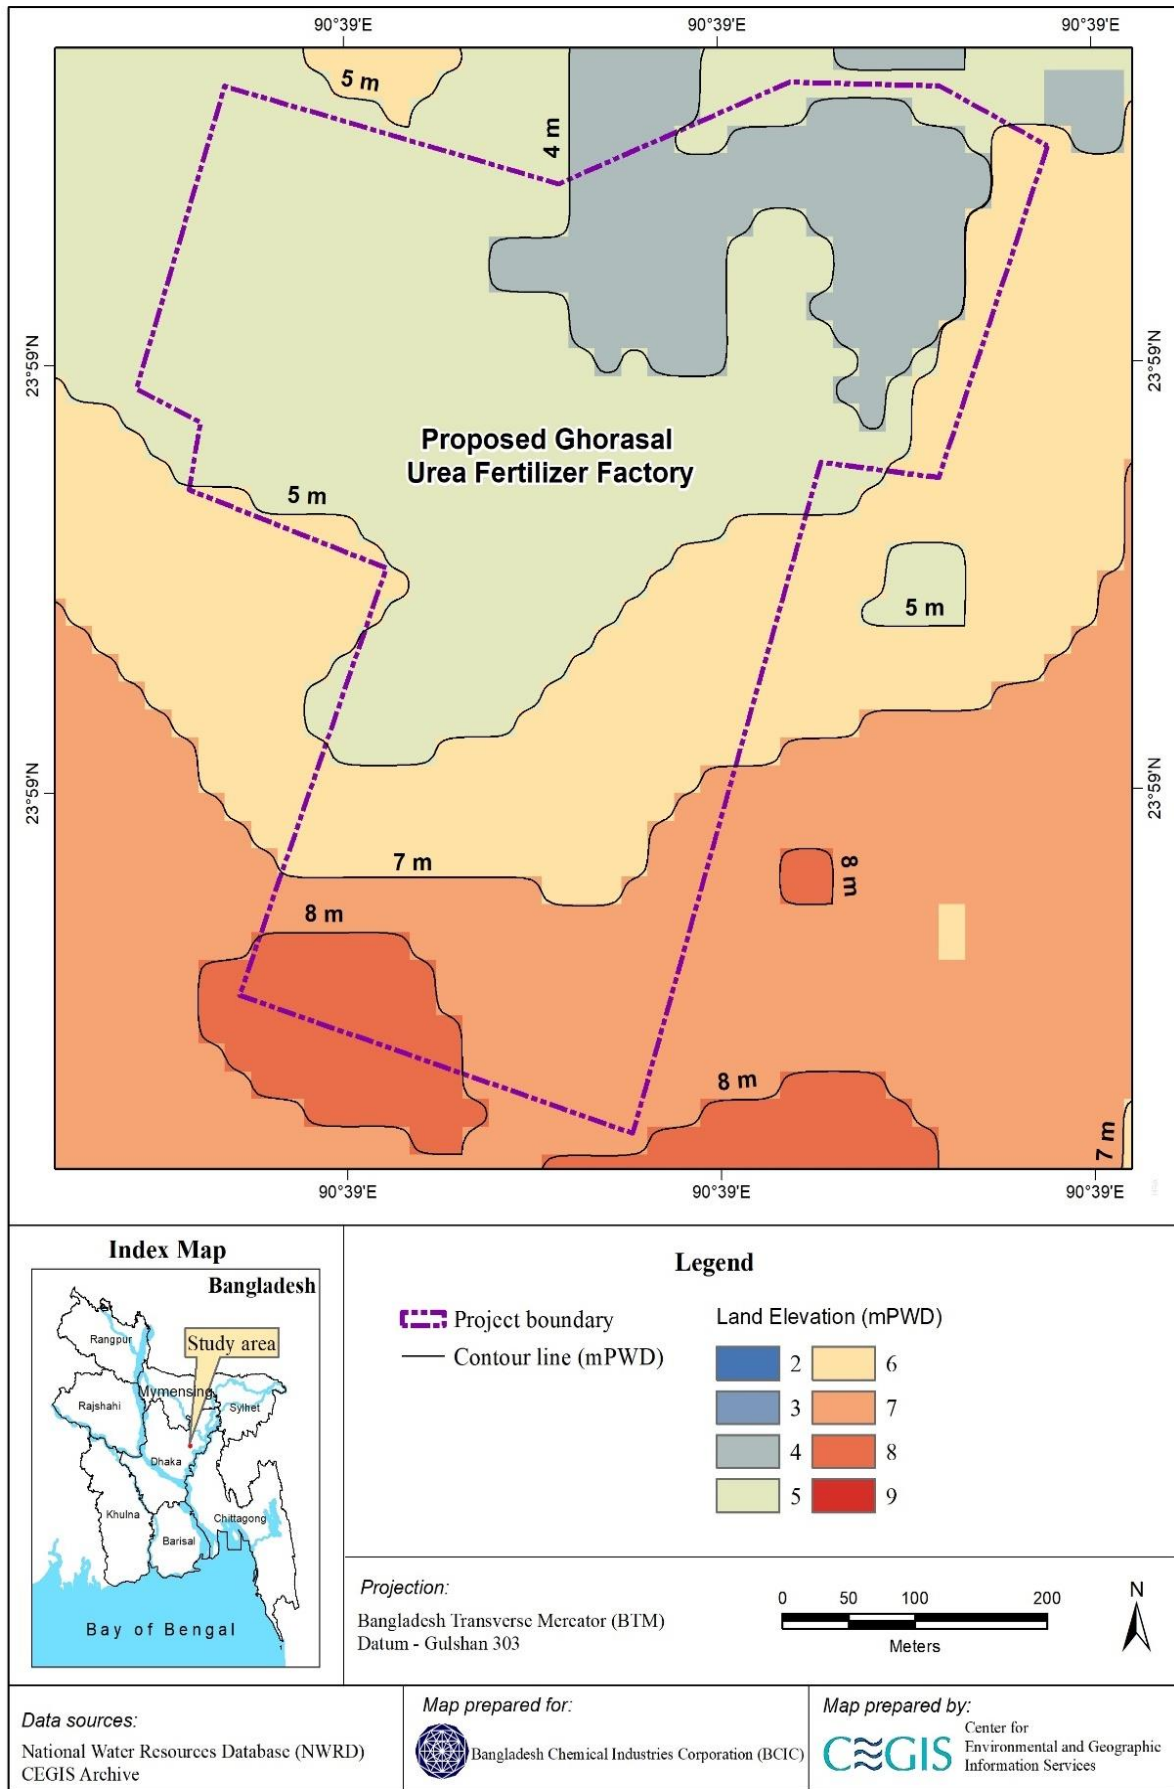 90°39'E 90°39'E 90°39'E
5 m
4 m
23°59'N 23°59'N
Proposed Ghorasal
Urea Fertilizer Factory
5 m
5 m
23°59'N 23°59'N
7 m
8 m
8 m
8 m
7 m
90°39'E 90°39'E 90°39'E
Index Map
Bangladesh
Rangpur
Study area
Mymensing
Rajshahi
Sylhet
Dhaka
Khulna
Chittagong
Barisal
Bay of Bengal
Legend
Project boundary
Contour line (mPWD)
Land Elevation (mPWD)
2 6
3 7
4 8
5 9
Projection:
Bangladesh Transverse Mercator (BTM)
Datum - Gulshan 303
0 50 100 200
Meters
N
Data sources:
National Water Resources Database (NWRD)
CEGIS Archive
Map prepared for:
Bangladesh Chemical Industries Corporation (BCIC)
Map prepared by:
CEGIS
Center for
Environmental and Geographic
Information Services